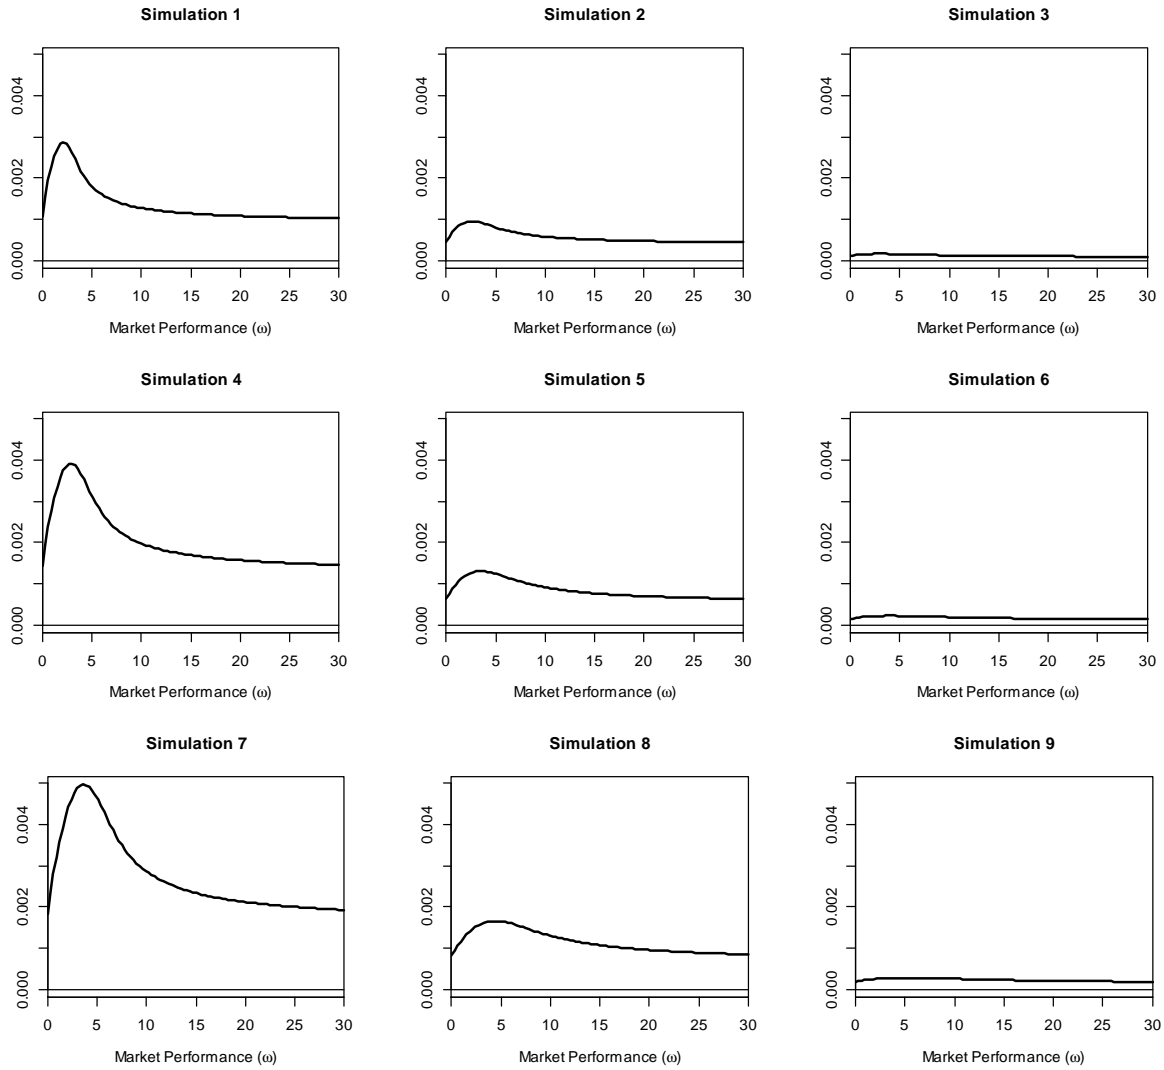 Simulation 1
0.004
0.002
0.000
0 5 10 15 20 25 30
Market Performance (ω)
Simulation 2
0.004
0.002
0.000
0 5 10 15 20 25 30
Market Performance (ω)
Simulation 3
0.004
0.002
0.000
0 5 10 15 20 25 30
Market Performance (ω)
Simulation 4
0.004
0.002
0.000
0 5 10 15 20 25 30
Market Performance (ω)
Simulation 5
0.004
0.002
0.000
0 5 10 15 20 25 30
Market Performance (ω)
Simulation 6
0.004
0.002
0.000
0 5 10 15 20 25 30
Market Performance (ω)
Simulation 7
0.004
0.002
0.000
0 5 10 15 20 25 30
Market Performance (ω)
Simulation 8
0.004
0.002
0.000
0 5 10 15 20 25 30
Market Performance (ω)
Simulation 9
0.004
0.002
0.000
0 5 10 15 20 25 30
Market Performance (ω)